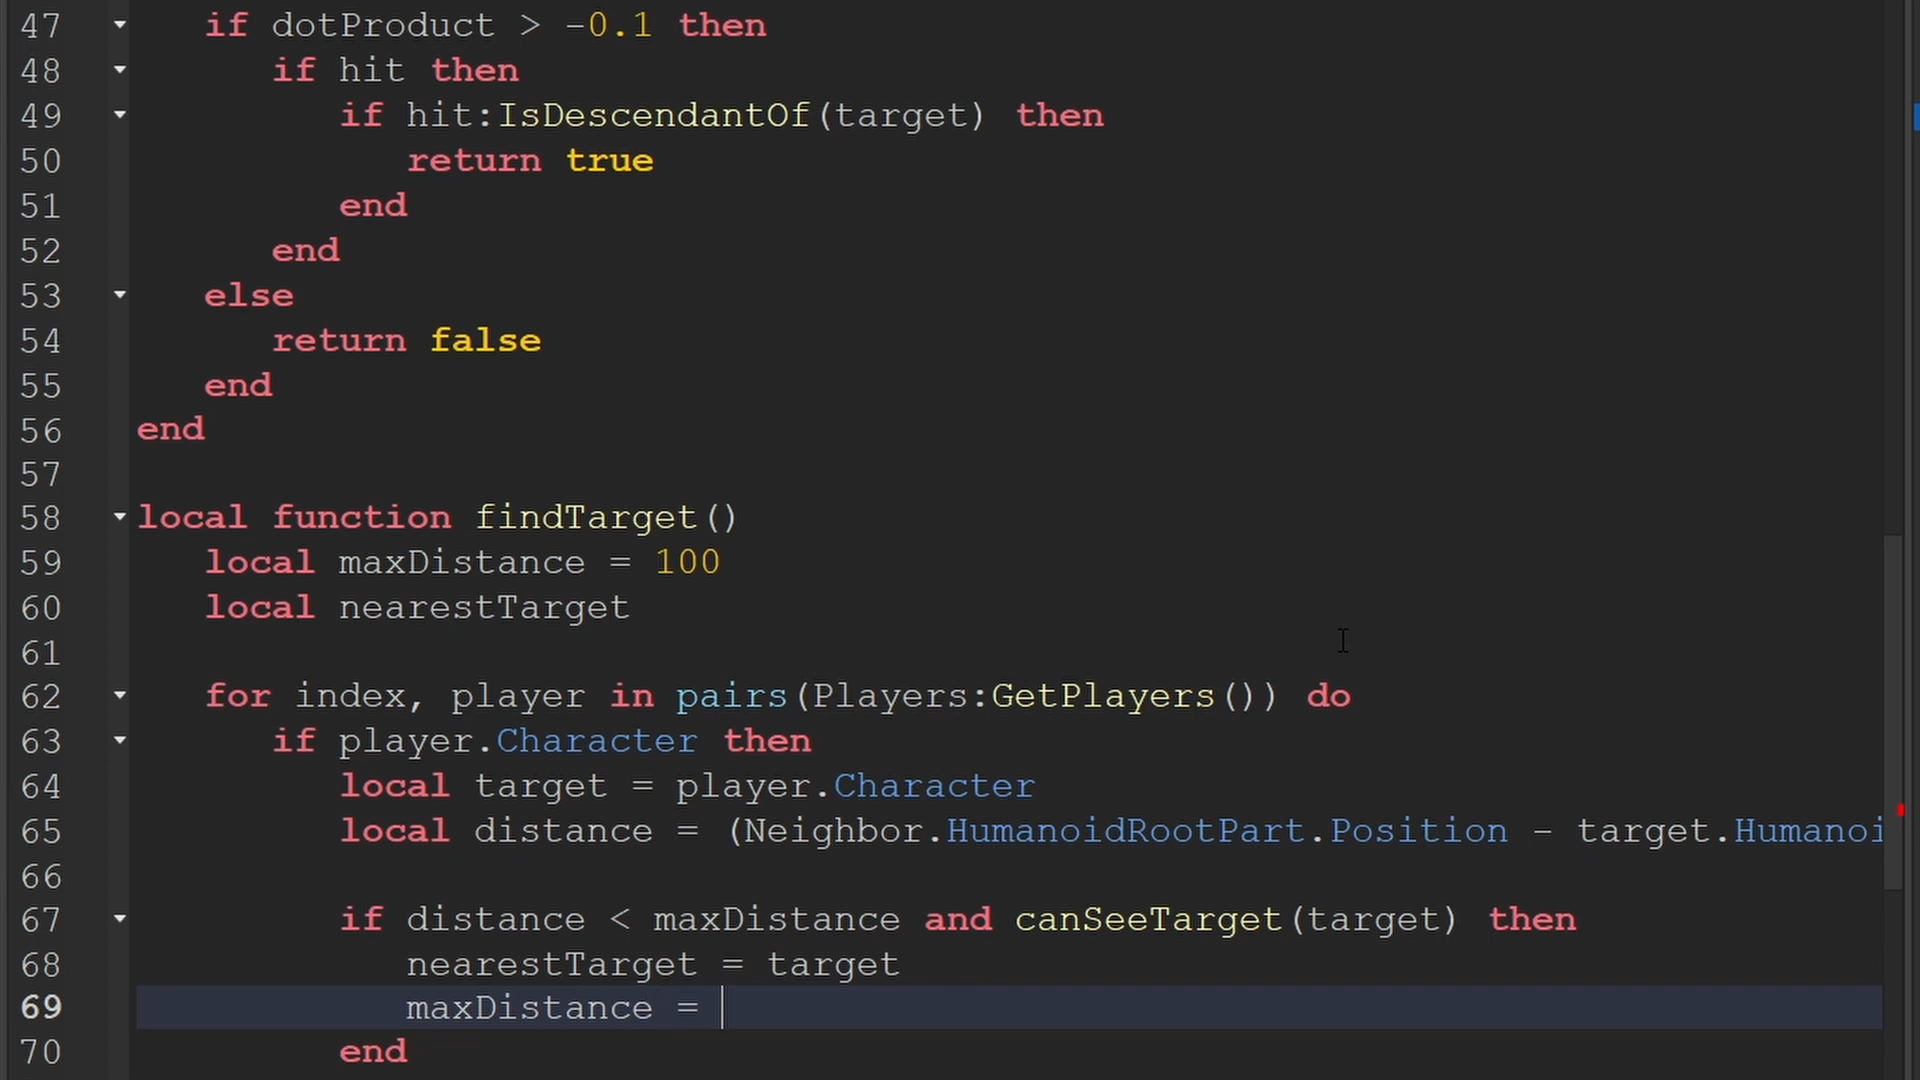 47 if dotProduct > -0.1 then
48 if hit then
49 if hit:IsDescendantOf(target) then
50 return true
51 end
52 end
53 else
54 return false
55 end
56 end
57
58 local function findTarget()
59 local maxDistance = 100
60 local nearestTarget
61
62 for index, player in pairs(Players:GetPlayers()) do
63 if player.Character then
64 local target = player.Character
65 local distance = (Neighbor.HumanoidRootPart.Position - target.Humanoi
66
67 if distance < maxDistance and canSeeTarget(target) then
68 nearestTarget = target
69 maxDistance =
70 end